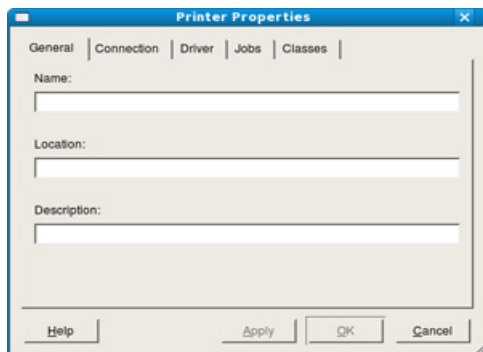 Printer Properties
General Connection Driver Jobs Classes
Name:
Location:
Description:
Help Apply OK Cancel